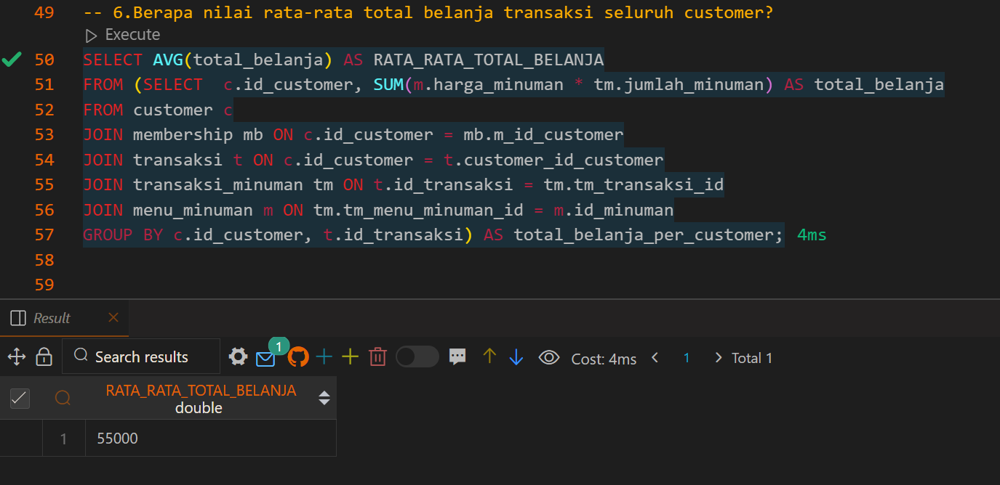 49 -- 6.Berapa nilai rata-rata total belanja transaksi seluruh customer?
Execute
50 SELECT AVG(total_belanja) AS RATA_RATA_TOTAL_BELANJA
51 FROM (SELECT  c.id_customer, SUM(m.harga_minuman * tm.jumlah_minuman) AS total_belanja
52 FROM customer c
53 JOIN membership mb ON c.id_customer = mb.m_id_customer
54 JOIN transaksi t ON c.id_customer = t.customer_id_customer
55 JOIN transaksi_minuman tm ON t.id_transaksi = tm.tm_transaksi_id
56 JOIN menu_minuman m ON tm.tm_menu_minuman_id = m.id_minuman
57 GROUP BY c.id_customer, t.id_transaksi) AS total_belanja_per_customer; 4ms
58
59
Result
Search results 1 Cost: 4ms 1 Total 1
RATA_RATA_TOTAL_BELANJA
double
1 55000